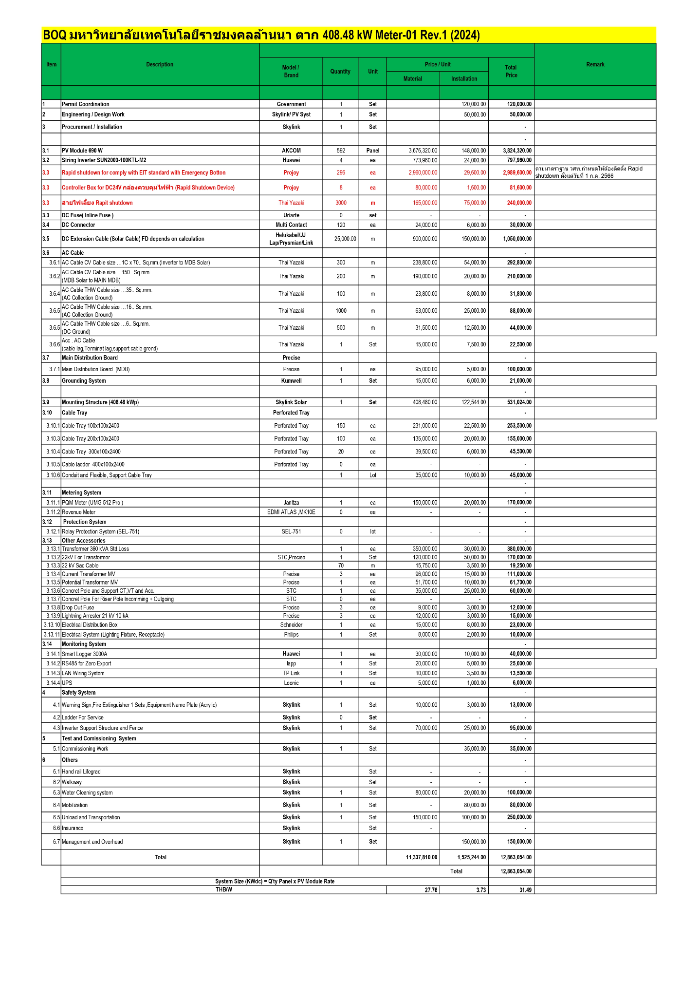 BOQ มหาวิทยาลัยเทคโนโลยีราชมงคลล้านนา ตาก 408.48 kW Meter-01 Rev.1 (2024)
Item Description Model / Brand Quantity Unit Price / Unit Total Price Remark
Material Installation
1 Permit Coordination Government 1 Set 120,000.00 120,000.00
2 Engineering / Design Work Skylink/ PV Syst 1 Set 50,000.00 50,000.00
3 Procurement / Installation Skylink 1 Set -
-
3.1 PV Module 690 W AKCOM 592 Panel 3,676,320.00 148,000.00 3,824,320.00
3.2 String Inverter SUN2000-100KTL-M2 Huawei 4 ea 773,960.00 24,000.00 797,960.00
3.3 Rapid shutdown for comply with EIT standard with Emergency Botton Projoy 296 ea 2,960,000.00 29,600.00 2,989,600.00 ตามมาตราฐาน วศท.กำหนดให้ต้องติดตั้ง Rapid
shutdown ตั้งแต่วันที่ 1 ก.ค. 2566
3.3 Controller Box for DC24V กล่องควบคุมไฟฟ้า (Rapid Shutdown Device) Projoy 8 ea 80,000.00 1,600.00 81,600.00
3.3 สายไฟเลี้ยง Rapit shutdown Thai Yazaki 3000 m 165,000.00 75,000.00 240,000.00
3.3 DC Fuse( Inline Fuse ) Uriarte 0 set - - -
3.4 DC Connector Multi Contact 120 ea 24,000.00 6,000.00 30,000.00
3.5 DC Extension Cable (Solar Cable) FD depends on calculation Helukabel/JJ Lap/Prysmian/Link 25,000.00 m 900,000.00 150,000.00 1,050,000.00
3.6 AC Cable -
3.6.1 AC Cable CV Cable size …1C x 70.. Sq.mm.(Inverter to MDB Solar) Thai Yazaki 300 m 238,800.00 54,000.00 292,800.00
3.6.2 AC Cable CV Cable size …150.. Sq.mm. Thai Yazaki 200 m 190,000.00 20,000.00 210,000.00
(MDB Solar to MAIN MDB)
3.6.4 AC Cable THW Cable size …35.. Sq.mm. Thai Yazaki 100 m 23,800.00 8,000.00 31,800.00
(AC Collection Ground)
3.6.5 AC Cable THW Cable size …16.. Sq.mm. Thai Yazaki 1000 m 63,000.00 25,000.00 88,000.00
(AC Collection Ground)
3.6.5 AC Cable THW Cable size …6.. Sq.mm. Thai Yazaki 500 m 31,500.00 12,500.00 44,000.00
(DC Ground)
3.6.6 Acc . AC Cable Thai Yazaki 1 Set 15,000.00 7,500.00 22,500.00
(cable lag,Terminat lag,support cable grend)
3.7 Main Distribution Board Precise -
3.7.1 Main Distribution Board (MDB) Precise 1 ea 95,000.00 5,000.00 100,000.00
3.8 Grounding System Kumwell 1 Set 15,000.00 6,000.00 21,000.00
-
3.9 Mounting Structure (408.48 kWp) Skylink Solar 1 Set 408,480.00 122,544.00 531,024.00
3.10 Cable Tray Perforated Tray -
3.10.1 Cable Tray 100x100x2400 Perforated Tray 150 ea 231,000.00 22,500.00 253,500.00
3.10.3 Cable Tray 200x100x2400 Perforated Tray 100 ea 135,000.00 20,000.00 155,000.00
3.10.4 Cable Tray 300x100x2400 Perforated Tray 20 ea 39,500.00 6,000.00 45,500.00
3.10.5 Cable ladder 400x100x2400 Perforated Tray 0 ea - - -
3.10.6 Conduit and Flaxible, Support Cable Tray 1 Lot 35,000.00 10,000.00 45,000.00
-
3.11 Metering System -
3.11.1 PQM Meter (UMG 512 Pro ) Janitza 1 ea 150,000.00 20,000.00 170,000.00
3.11.2 Revenue Meter EDMI ATLAS ,MK10E 0 ea - - -
3.12 Protection System -
3.12.1 Relay Protection System (SEL-751) SEL-751 0 lot - - -
3.13 Other Accessories -
3.13.1 Transformer 360 kVA Std.Loss 1 ea 350,000.00 30,000.00 380,000.00
3.13.2 22kV For Transformer STC,Precise 1 Set 120,000.00 50,000.00 170,000.00
3.13.3 22 kV Sac Cable 70 m 15,750.00 3,500.00 19,250.00
3.13.4 Current Transformer MV Precise 3 ea 96,000.00 15,000.00 111,000.00
3.13.5 Potential Transformer MV Precise 1 ea 51,700.00 10,000.00 61,700.00
3.13.6 Concret Pole and Support CT,VT and Acc. STC 1 ea 35,000.00 25,000.00 60,000.00
3.13.7 Concret Pole For Riser Pole Incomming + Outgoing STC 0 ea - - -
3.13.8 Drop Out Fuse Precise 3 ea 9,000.00 3,000.00 12,000.00
3.13.9 Lightning Arrester 21 kV 10 kA Precise 3 ea 12,000.00 3,000.00 15,000.00
3.13.10 Electrical Distribution Box Schneider 1 ea 15,000.00 8,000.00 23,000.00
3.13.11 Electrical System (Lighting Fixture, Receptacle) Philips 1 Set 8,000.00 2,000.00 10,000.00
3.14 Monitoring System -
3.14.1 Smart Logger 3000A Huawei 1 ea 30,000.00 10,000.00 40,000.00
3.14.2 RS485 for Zero Export lapp 1 Set 20,000.00 5,000.00 25,000.00
3.14.3 LAN Wiring System TP Link 1 Set 10,000.00 3,500.00 13,500.00
3.14.4 UPS Leonic 1 ea 5,000.00 1,000.00 6,000.00
4 Safety System -
4.1 Warning Sign,Fire Extinguisher 1 Sets ,Equipment Name Plate (Acrylic) Skylink 1 Set 10,000.00 3,000.00 13,000.00
4.2 Ladder For Service Skylink 0 Set - - -
4.3 Inverter Support Structure and Fence Skylink 1 Set 70,000.00 25,000.00 95,000.00
5 Test and Comissioning System -
5.1 Commissioning Work Skylink 1 Set 35,000.00 35,000.00
6 Others -
6.1 Hand rail Lifegrad Skylink Set - - -
6.2 Walkway Skylink Set - - -
6.3 Water Cleaning system Skylink 1 Set 80,000.00 20,000.00 100,000.00
6.4 Mobilization Skylink 1 Set - 80,000.00 80,000.00
6.5 Unload and Transportation Skylink 1 Set 150,000.00 100,000.00 250,000.00
6.6 Insurance Skylink Set - -
6.7 Management and Overhead Skylink 1 Set 150,000.00 150,000.00
Total 11,337,810.00 1,525,244.00 12,863,054.00
Total 12,863,054.00
System Size (KWdc) = Q'ty Panel x PV Module Rate
THB/W 27.76 3.73 31.49